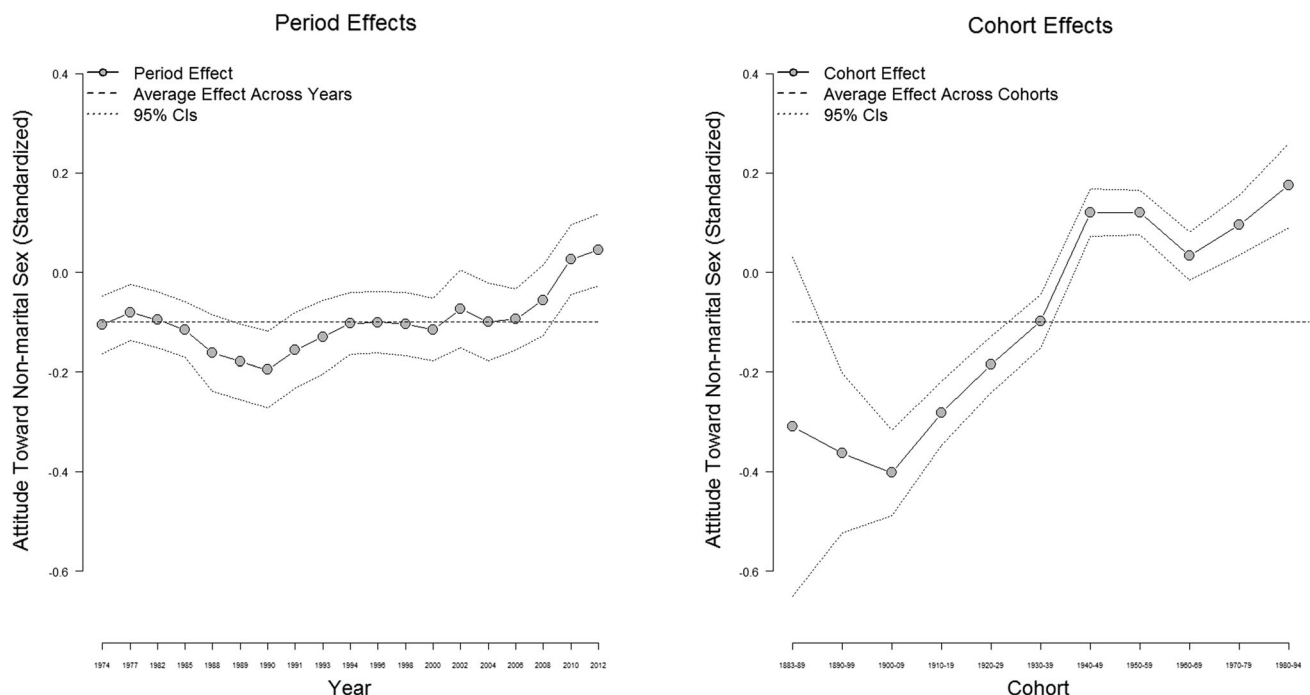 Period Effects
Period Effect
Average Effect Across Years
95% CIs
Attitude Toward Non-marital Sex (Standardized)
0.4
0.2
0.0
-0.2
-0.4
-0.6
1974 1977 1982 1985 1988 1989 1990 1991 1993 1994 1996 1998 2000 2002 2004 2006 2008 2010 2012
Year
Cohort Effects
Cohort Effect
Average Effect Across Cohorts
95% CIs
Attitude Toward Non-marital Sex (Standardized)
0.4
0.2
0.0
-0.2
-0.4
-0.6
1883-89 1890-99 1900-09 1910-19 1920-29 1930-39 1940-49 1950-59 1960-69 1970-79 1980-94
Cohort